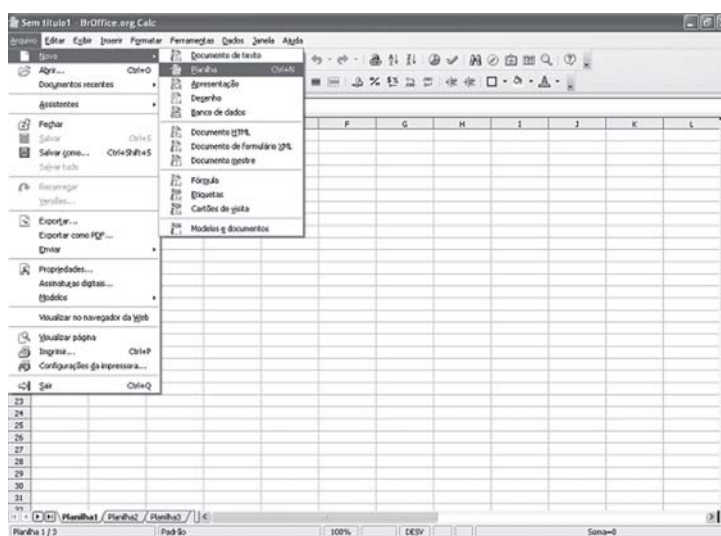 Sem título1 - BrOffice.org Calc
Arquivo Editar Exibir Inserir Formatar Ferramentas Dados Janela Ajuda
Novo
Abrir... Ctrl+O
Documentos recentes
Assistentes
Fechar
Salvar Ctrl+S
Salvar como... Ctrl+Shift+S
Salvar tudo
Recarregar
Versões...
Exportar...
Exportar como PDF...
Enviar
Propriedades...
Assinaturas digitais...
Modelos
Visualizar no navegador da Web
Visualizar página
Imprimir... Ctrl+P
Configurações da impressora...
Sair Ctrl+Q
Documento de texto
Planilha Ctrl+N
Apresentação
Desenho
Banco de dados
Documento HTML
Documento de formulário XML
Documento mestre
Fórmula
Etiquetas
Cartões de visita
Modelos e documentos
F G H I J K L
23
24
25
26
27
28
29
30
31
32
Planilha1 Planilha2 Planilha3
Planilha 1 / 3 Padrão 100% DESV Soma=0